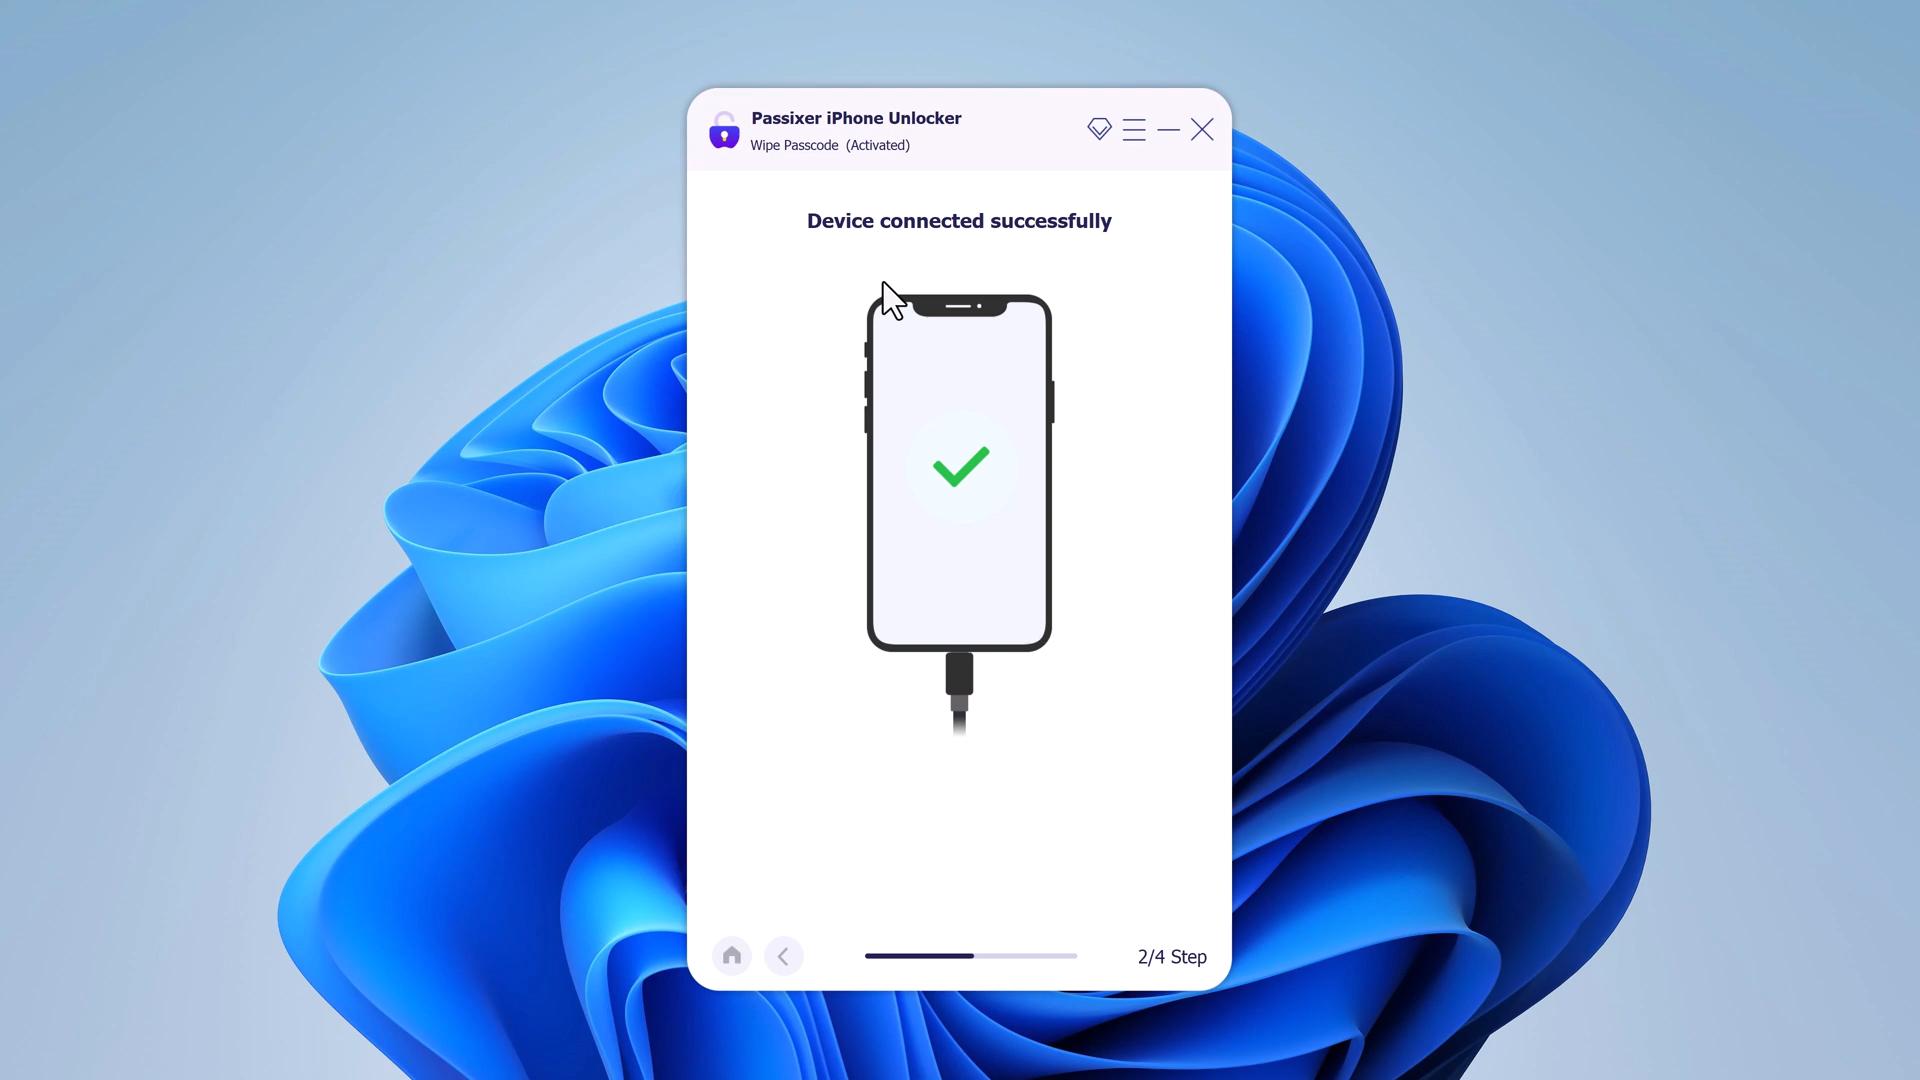 Passixer iPhone Unlocker
Wipe Passcode (Activated)
Device connected successfully
2/4 Step